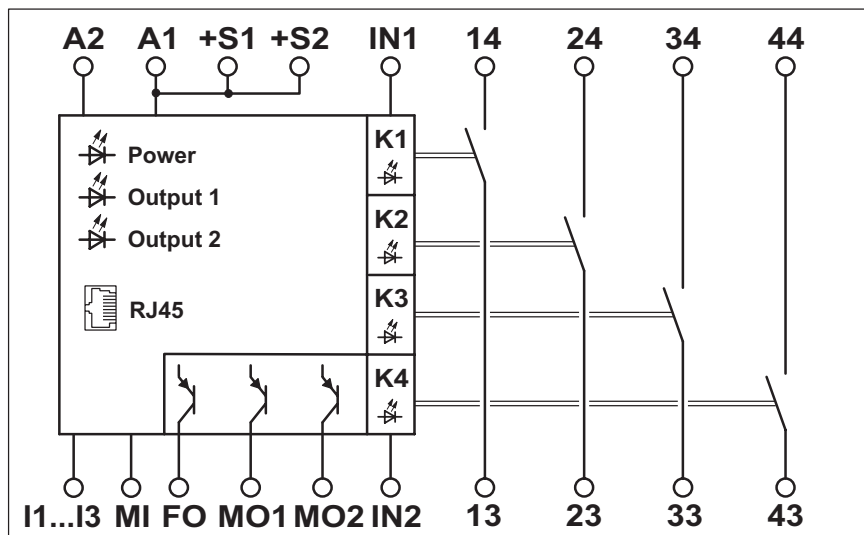 A2 A1 +S1 +S2 IN1 14 24 34 44
K1
Power
Output 1
K2
Output 2
K3
RJ45
K4
I1...I3 MI FO MO1 MO2 IN2 13 23 33 43